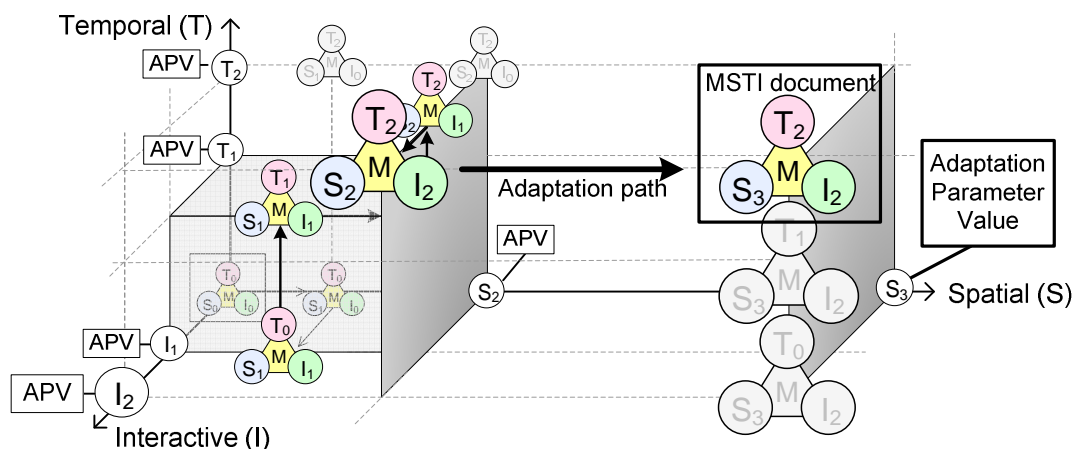 Temporal (T)
APV
T2
T2
S1 M I0
T2
S2 M I0
T2
S2 M I1
MSTI document
T2
S3 M I2
T2
S2 M I2
Adaptation path
APV
T1
T1
S1 M I1
Adaptation
Parameter
Value
T1
S3 M I2
APV
T0
S0 M I0
T0
S1 M I0
S2
S3
Spatial (S)
APV
I1
T0
S1 M I1
T0
S3 M I2
APV
I2
Interactive (I)